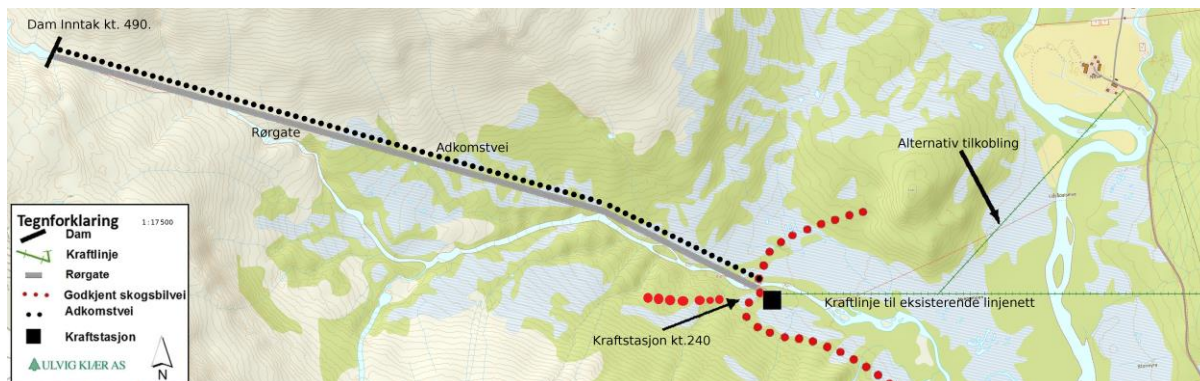 Dam Inntak kt. 490.
Rørgate
Adkomstvei
Alternativ tilkobling
Kraftlinje til eksisterende linjenett
Kraftstasjon kt.240
Tegnforklaring
1:17500
Dam
Kraftlinje
Rørgate
Godkjent skogsbilvei
Adkomstvei
Kraftstasjon
ULVIG KIÆR AS
N